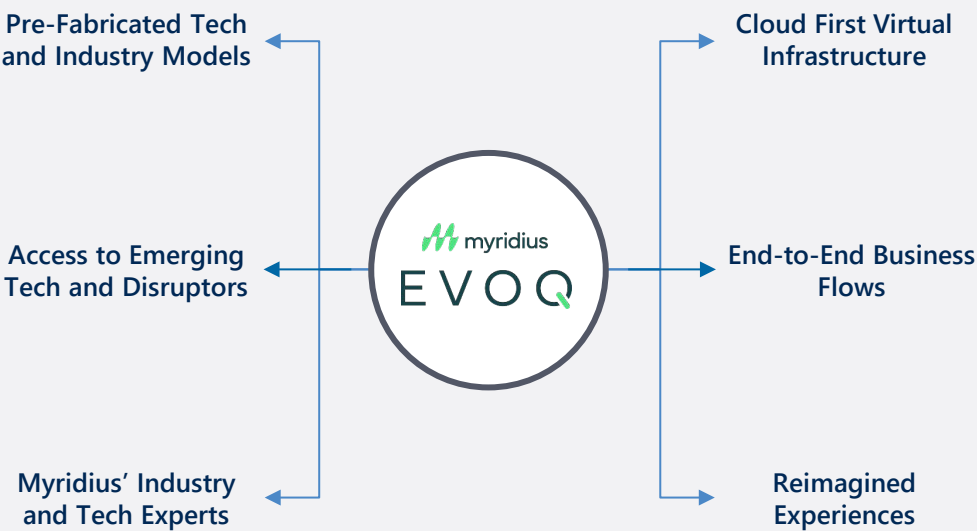 Pre-Fabricated Tech
and Industry Models
Cloud First Virtual
Infrastructure
myridius
EVOQ
Access to Emerging
Tech and Disruptors
End-to-End Business
Flows
Myridius’ Industry
and Tech Experts
Reimagined
Experiences